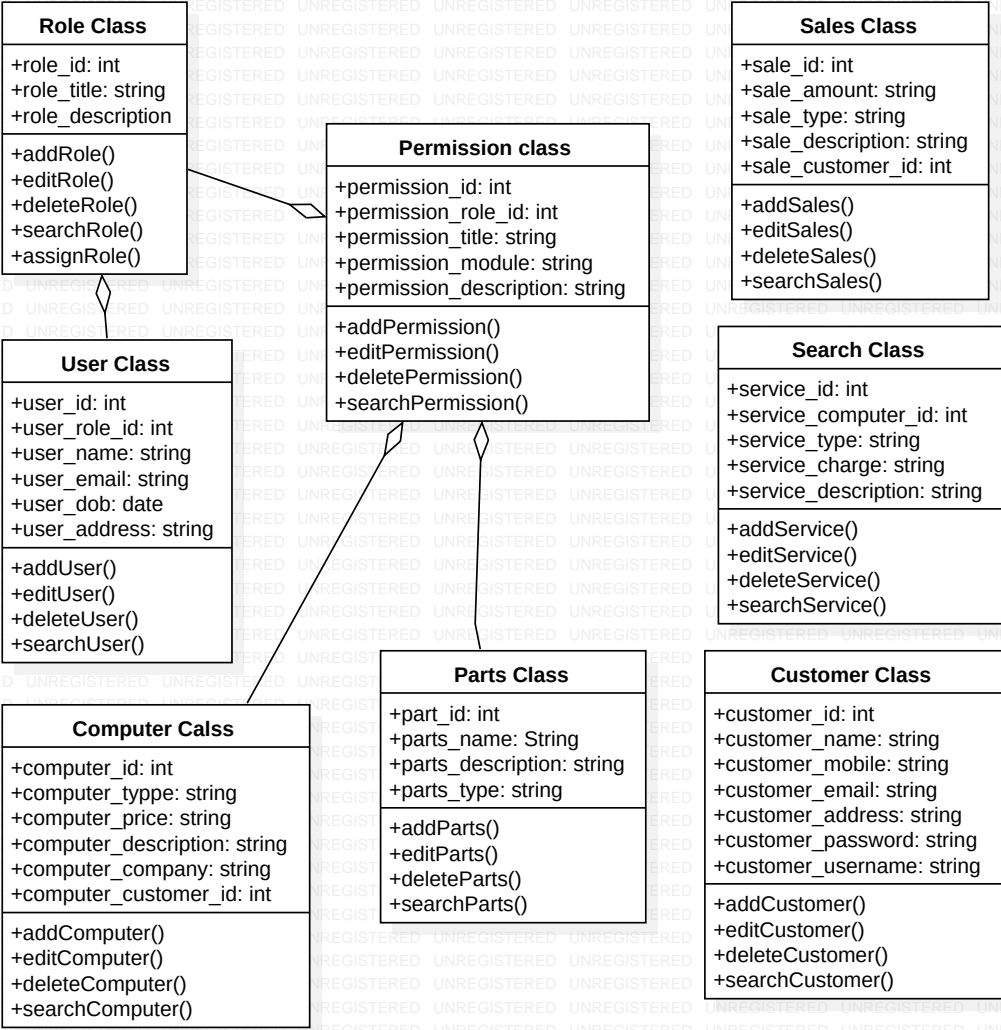 Role Class
+role_id: int
+role_title: string
+role_description
+addRole()
+editRole()
+deleteRole()
+searchRole()
+assignRole()
Permission class
+permission_id: int
+permission_role_id: int
+permission_title: string
+permission_module: string
+permission_description: string
+addPermission()
+editPermission()
+deletePermission()
+searchPermission()
Sales Class
+sale_id: int
+sale_amount: string
+sale_type: string
+sale_description: string
+sale_customer_id: int
+addSales()
+editSales()
+deleteSales()
+searchSales()
User Class
+user_id: int
+user_role_id: int
+user_name: string
+user_email: string
+user_dob: date
+user_address: string
+addUser()
+editUser()
+deleteUser()
+searchUser()
Search Class
+service_id: int
+service_computer_id: int
+service_type: string
+service_charge: string
+service_description: string
+addService()
+editService()
+deleteService()
+searchService()
Computer Calss
+computer_id: int
+computer_typpe: string
+computer_price: string
+computer_description: string
+computer_company: string
+computer_customer_id: int
+addComputer()
+editComputer()
+deleteComputer()
+searchComputer()
Parts Class
+part_id: int
+parts_name: String
+parts_description: string
+parts_type: string
+addParts()
+editParts()
+deleteParts()
+searchParts()
Customer Class
+customer_id: int
+customer_name: string
+customer_mobile: string
+customer_email: string
+customer_address: string
+customer_password: string
+customer_username: string
+addCustomer()
+editCustomer()
+deleteCustomer()
+searchCustomer()
UNREGISTERED